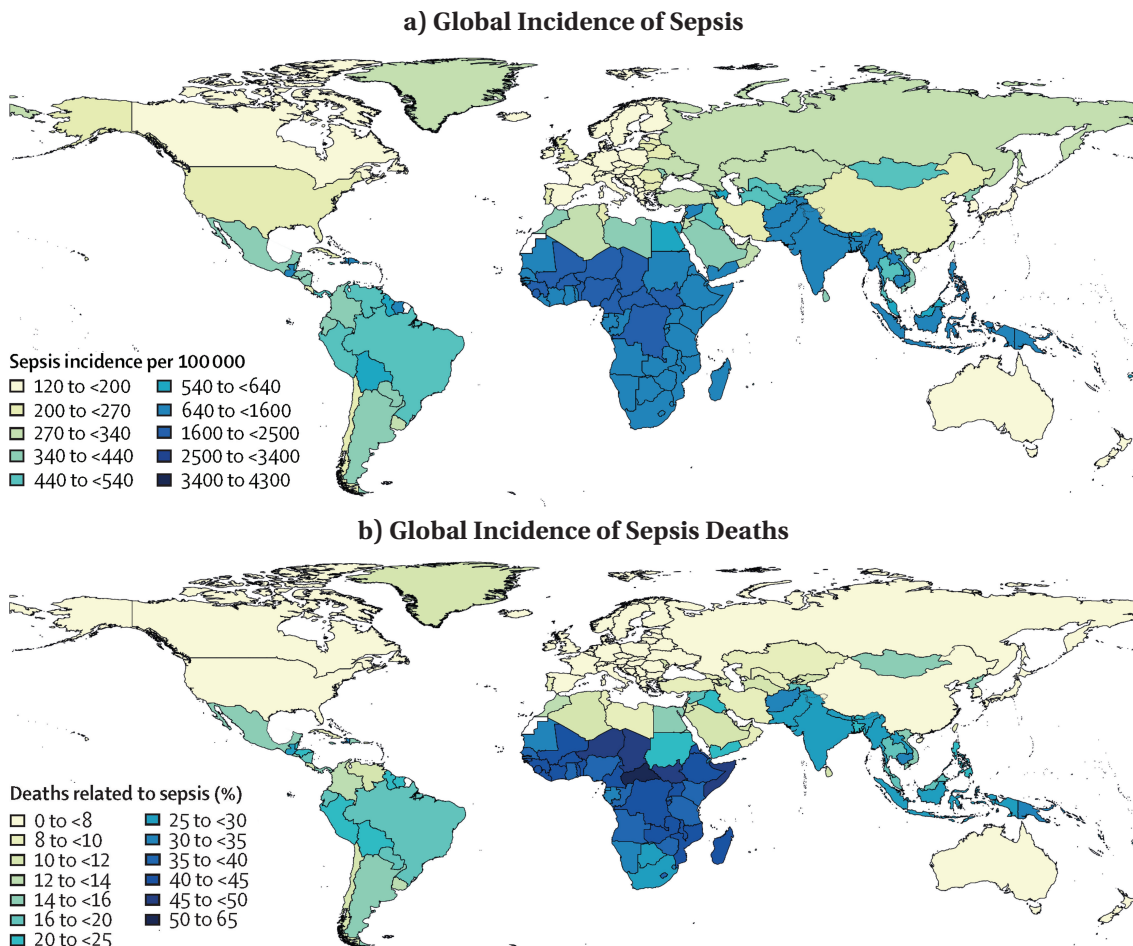 a) Global Incidence of Sepsis
Sepsis incidence per 100 000
120 to <200
200 to <270
270 to <340
340 to <440
440 to <540
540 to <640
640 to <1600
1600 to <2500
2500 to <3400
3400 to 4300
b) Global Incidence of Sepsis Deaths
Deaths related to sepsis (%)
0 to <8
8 to <10
10 to <12
12 to <14
14 to <16
16 to <20
20 to <25
25 to <30
30 to <35
35 to <40
40 to <45
45 to <50
50 to 65